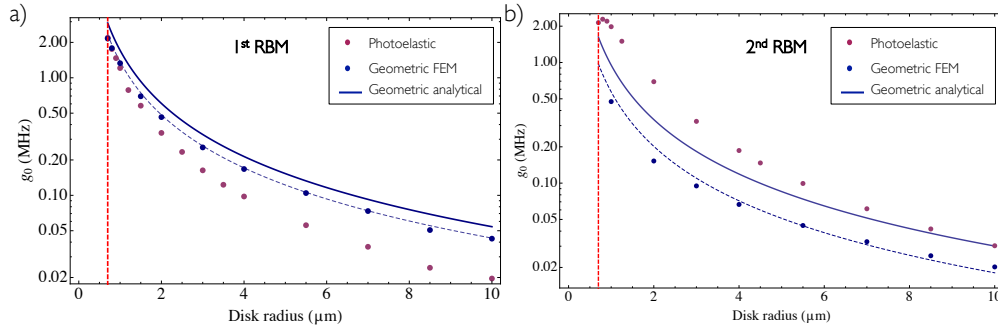 a)
1st RBM
Photoelastic
Geometric FEM
Geometric analytical
g0 (MHz)
2.00
1.00
0.50
0.20
0.10
0.05
0.02
0 2 4 6 8 10
Disk radius (μm)
b)
2nd RBM
Photoelastic
Geometric FEM
Geometric analytical
g0 (MHz)
2.00
1.00
0.50
0.20
0.10
0.05
0.02
0 2 4 6 8 10
Disk radius (μm)